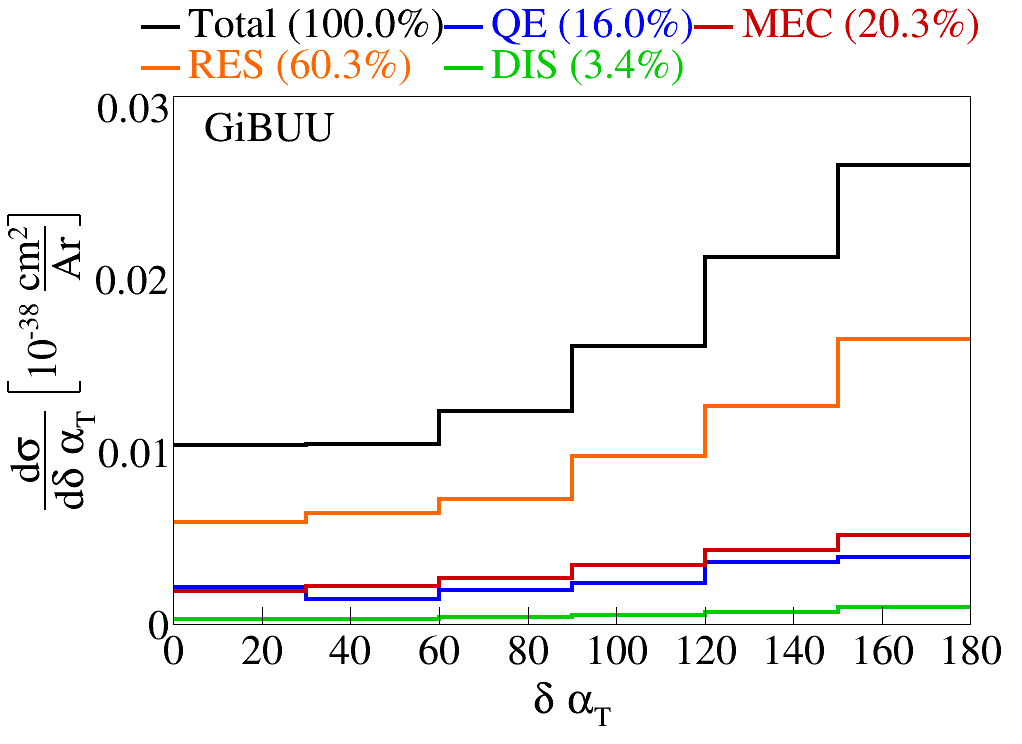 Total (100.0%) QE (16.0%) MEC (20.3%)
RES (60.3%) DIS (3.4%)
GiBUU
0.03
0.02
0.01
0
dσ/dδ α_T [10^-38 cm^2/Ar]
0 20 40 60 80 100 120 140 160 180
δ α_T